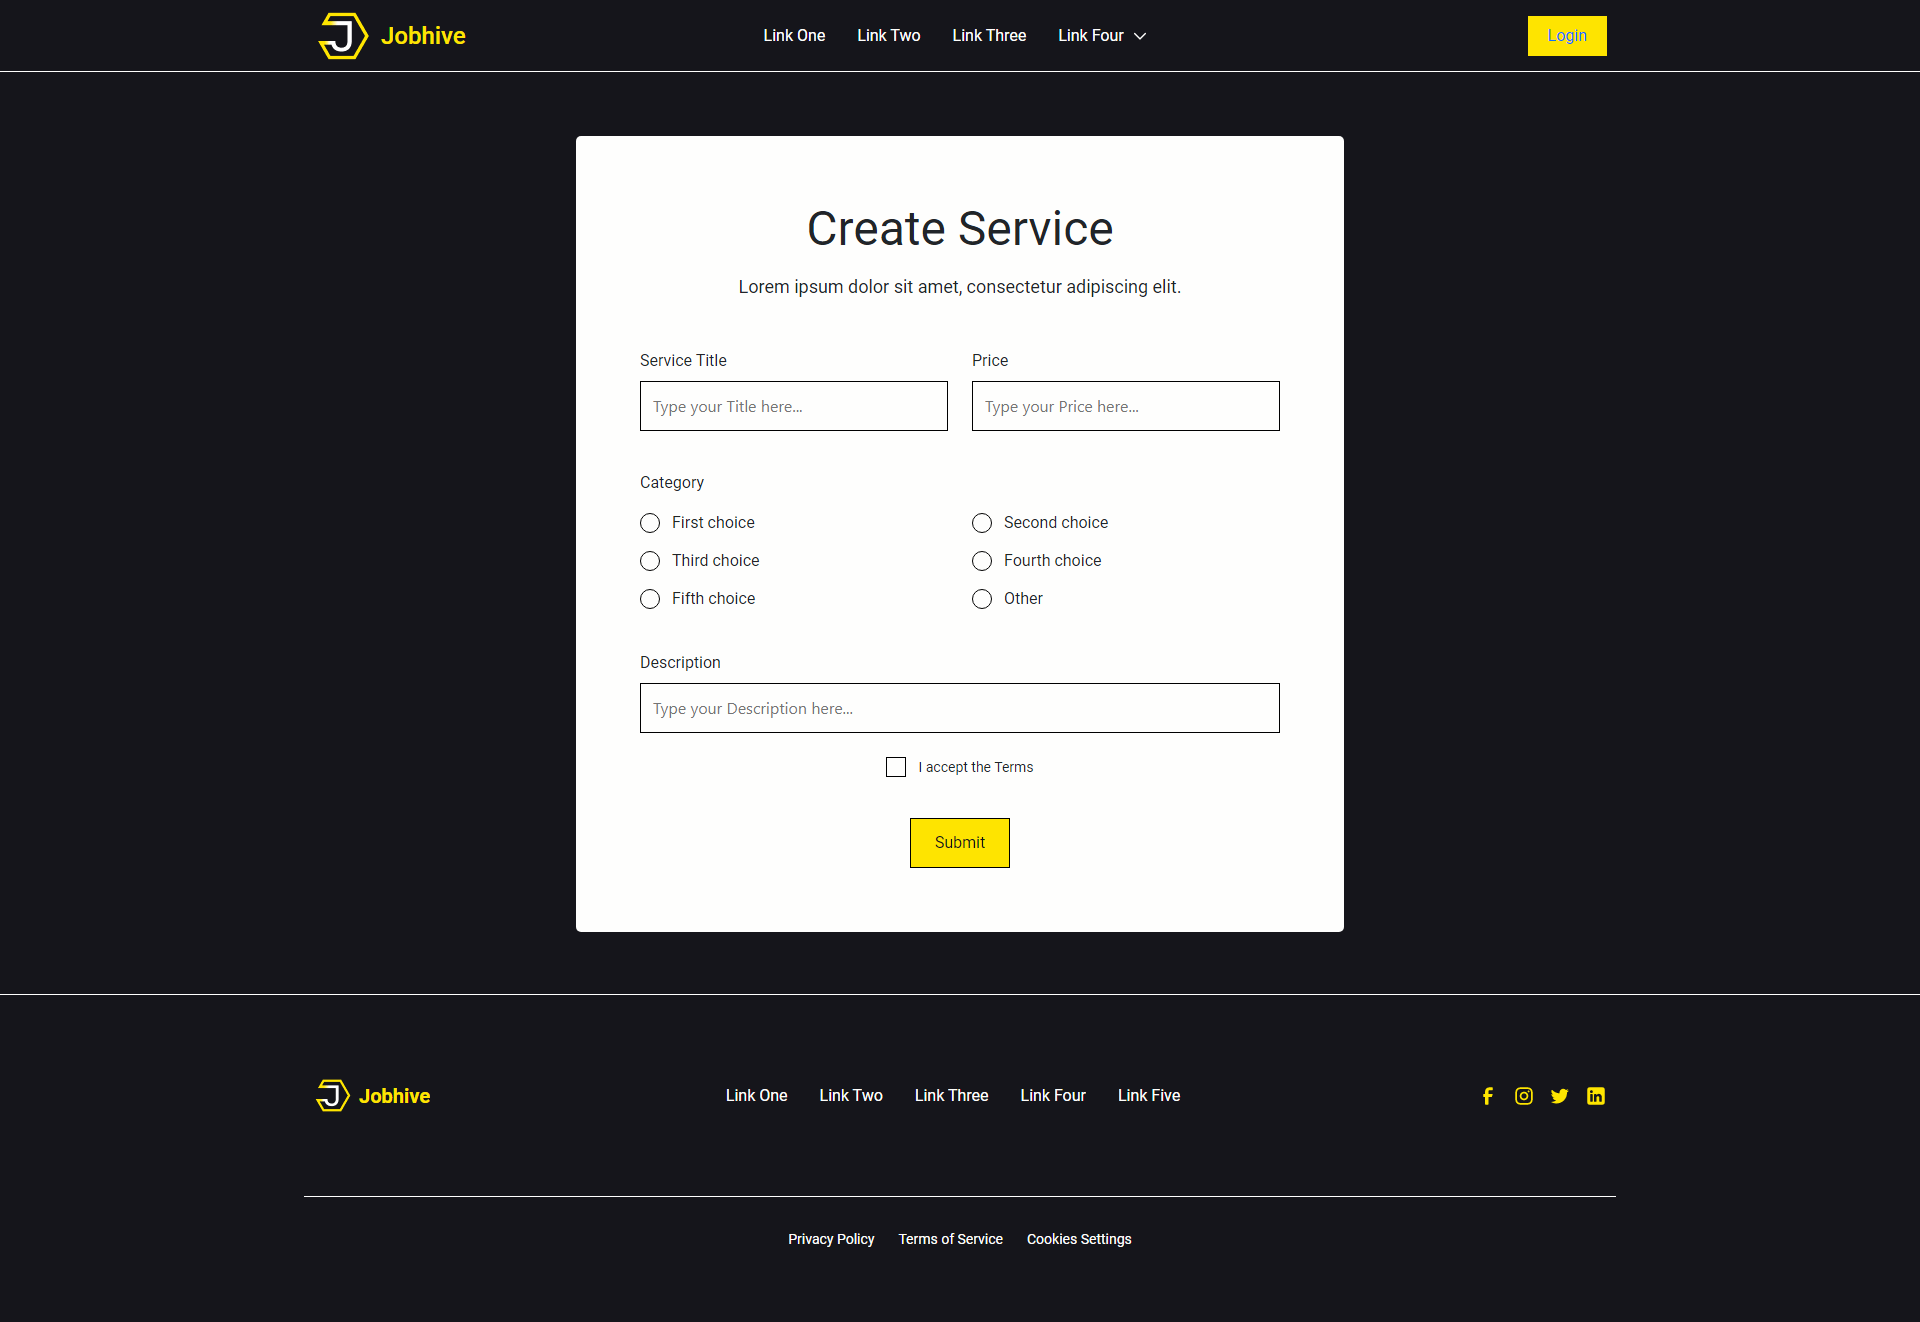 Jobhive
Link One Link Two Link Three Link Four
Login
Create Service
Lorem ipsum dolor sit amet, consectetur adipiscing elit.
Service Title Price
Type your Title here... Type your Price here...
Category
First choice Second choice
Third choice Fourth choice
Fifth choice Other
Description
Type your Description here...
I accept the Terms
Submit
Jobhive
Link One Link Two Link Three Link Four Link Five
Privacy Policy Terms of Service Cookies Settings